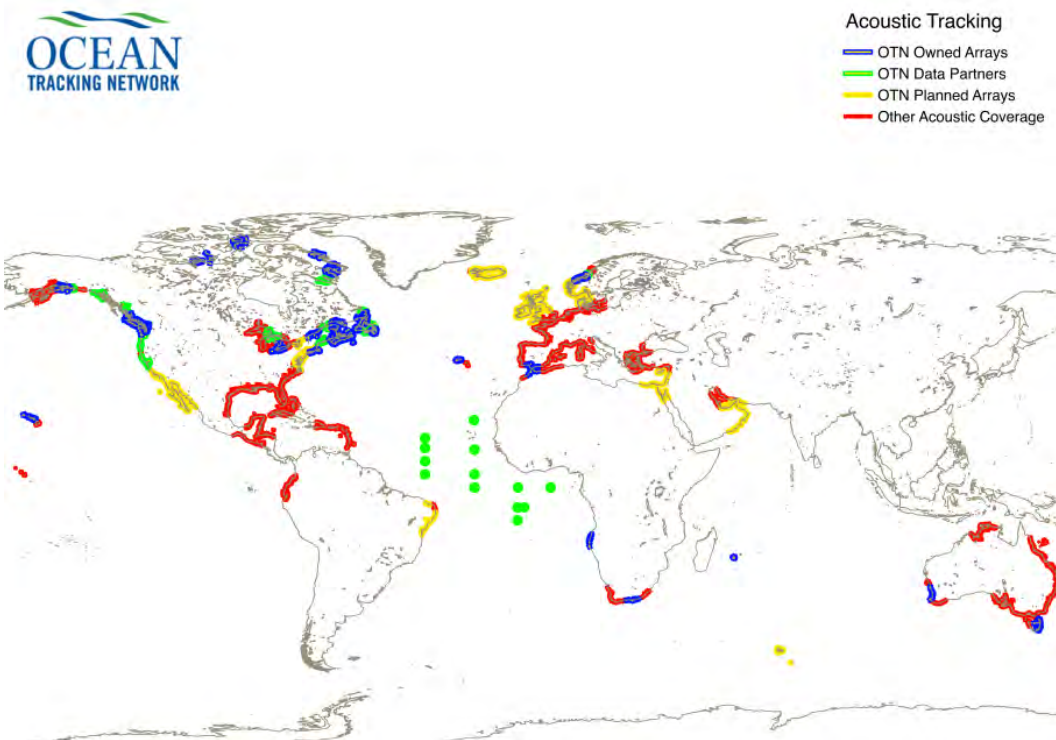 OCEAN
TRACKING NETWORK
Acoustic Tracking
OTN Owned Arrays
OTN Data Partners
OTN Planned Arrays
Other Acoustic Coverage